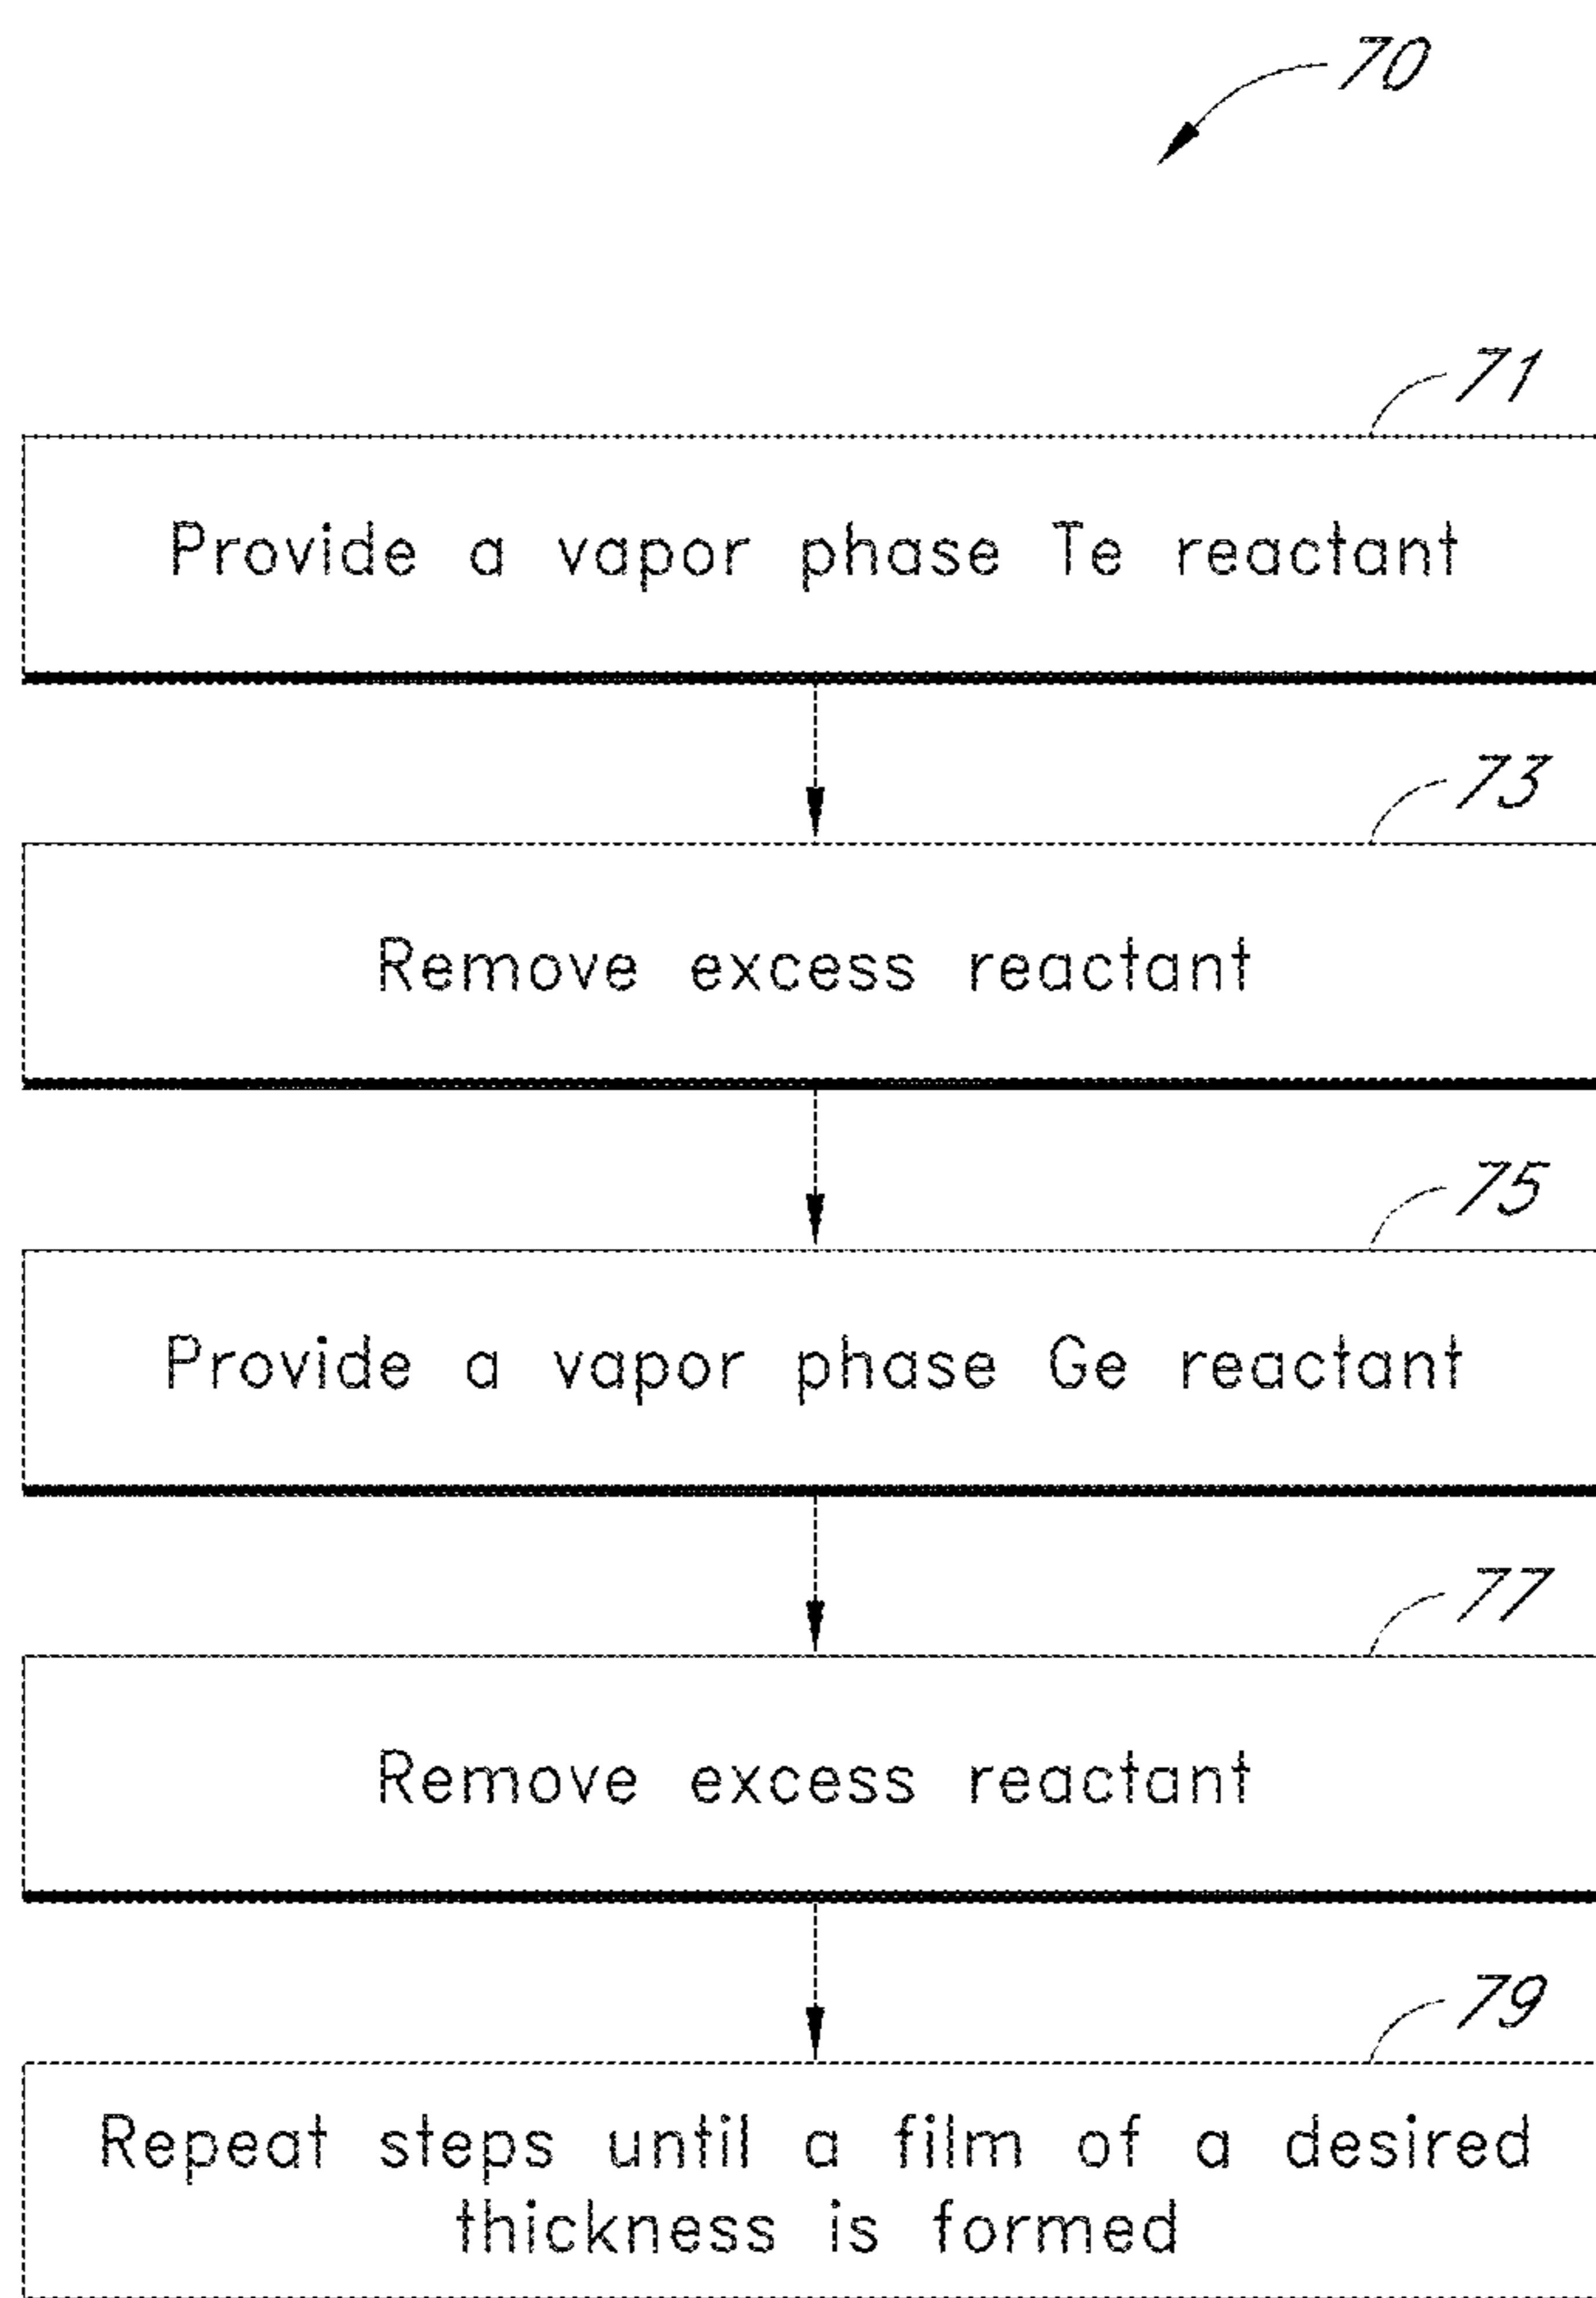 70
71
Provide a vapor phase Te reactant
73
Remove excess reactant
75
Provide a vapor phase Ge reactant
77
Remove excess reactant
79
Repeat steps until a film of a desired
thickness is formed